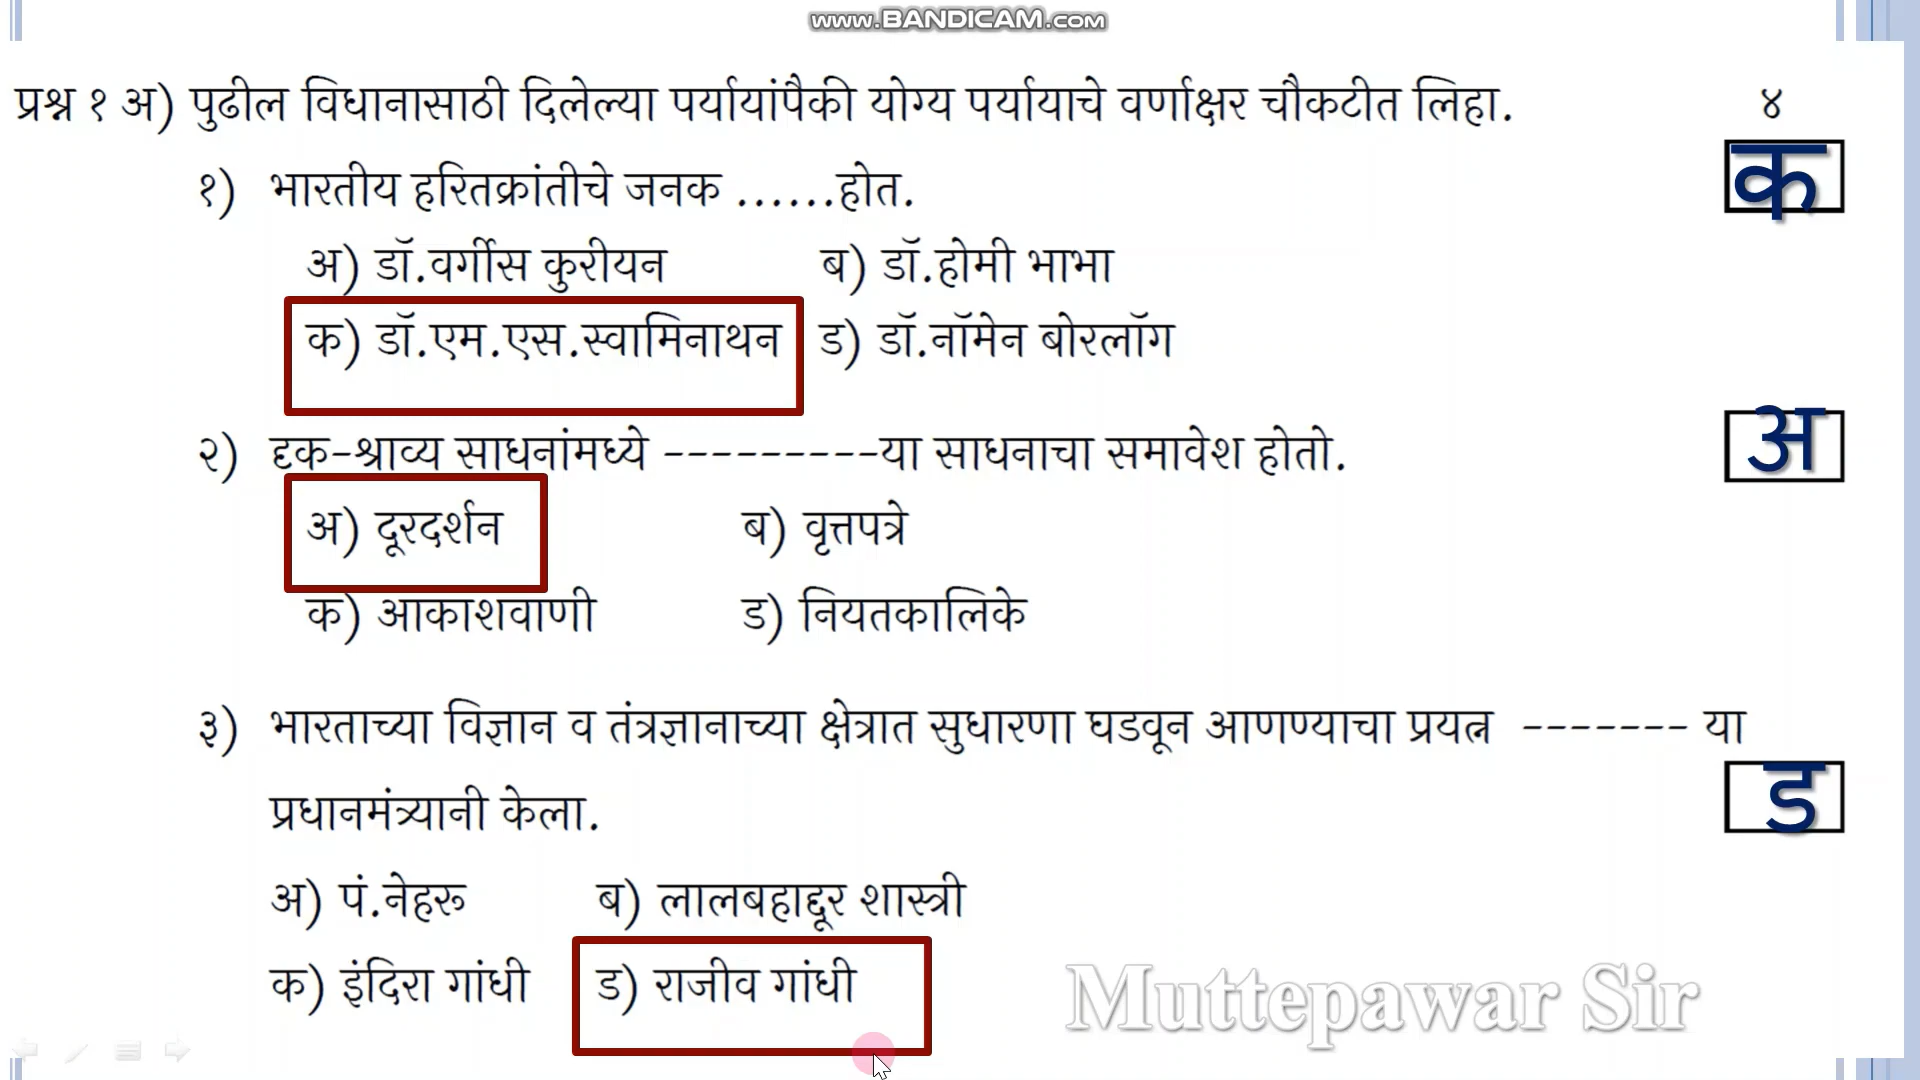 www.BANDICAM.com
प्रश्न १ अ) पुढील विधानासाठी दिलेल्या पर्यायांपैकी योग्य पर्यायाचे वर्णाक्षर चौकटीत लिहा. ४
१) भारतीय हरितक्रांतीचे जनक ......होत. क
अ) डॉ.वर्गीस कुरीयन ब) डॉ.होमी भाभा
क) डॉ.एम.एस.स्वामिनाथन ड) डॉ.नॉमेन बोरलॉग
२) दृक-श्राव्य साधनांमध्ये ---------या साधनाचा समावेश होतो. अ
अ) दूरदर्शन ब) वृत्तपत्रे
क) आकाशवाणी ड) नियतकालिके
३) भारताच्या विज्ञान व तंत्रज्ञानाच्या क्षेत्रात सुधारणा घडवून आणण्याचा प्रयत्न ------- या
प्रधानमंत्र्यानी केला. ड
अ) पं.नेहरू ब) लालबहाद्दूर शास्त्री
क) इंदिरा गांधी ड) राजीव गांधी
Muttepawar Sir